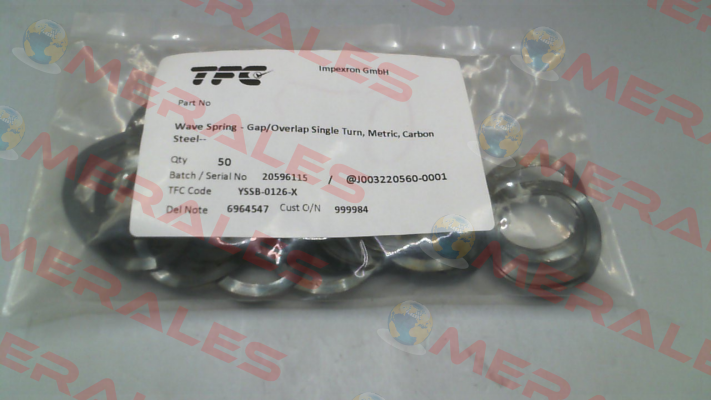 TFC
Impexron GmbH
Part No
Wave Spring - Gap/Overlap Single Turn, Metric, Carbon
Steel--
Qty 50
Batch / Serial No 20596115 / @J003220560-0001
TFC Code YSSB-0126-X
Del Note 6964547 Cust O/N 999984
MERALES
MERALES
MERALES
MERALES
MERALES
MERALES